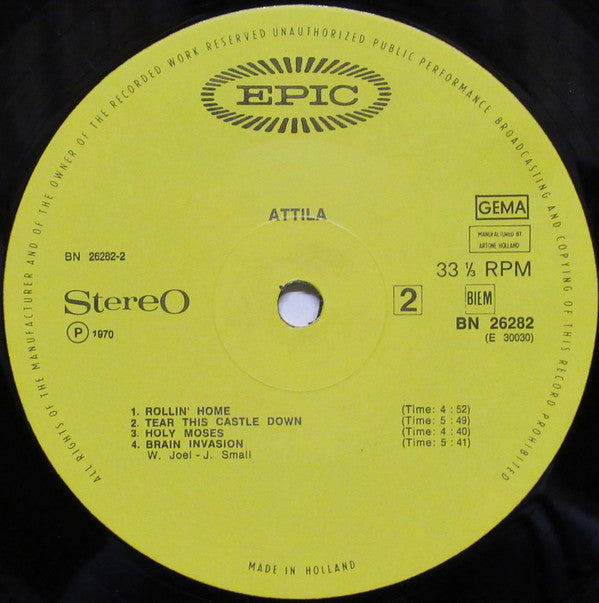 ALL RIGHTS OF THE MANUFACTURER AND OF THE OWNER OF THE RECORDED WORK RESERVED UNAUTHORIZED PUBLIC PERFORMANCE BROADCASTING AND COPYING OF THIS RECORD PROHIBITED
EPIC
ATTILA
GEMA
MANUFACTURED BY
ARTONE HOLLAND
BN 26282-2
33 ⅓ RPM
StereO
2
BIEM
Ⓟ 1970
BN 26282
(E 30030)
1. ROLLIN' HOME (Time: 4 : 52)
2. TEAR THIS CASTLE DOWN (Time: 5 : 49)
3. HOLY MOSES (Time: 4 : 40)
4. BRAIN INVASION (Time: 5 : 41)
W. Joel - J. Small
MADE IN HOLLAND